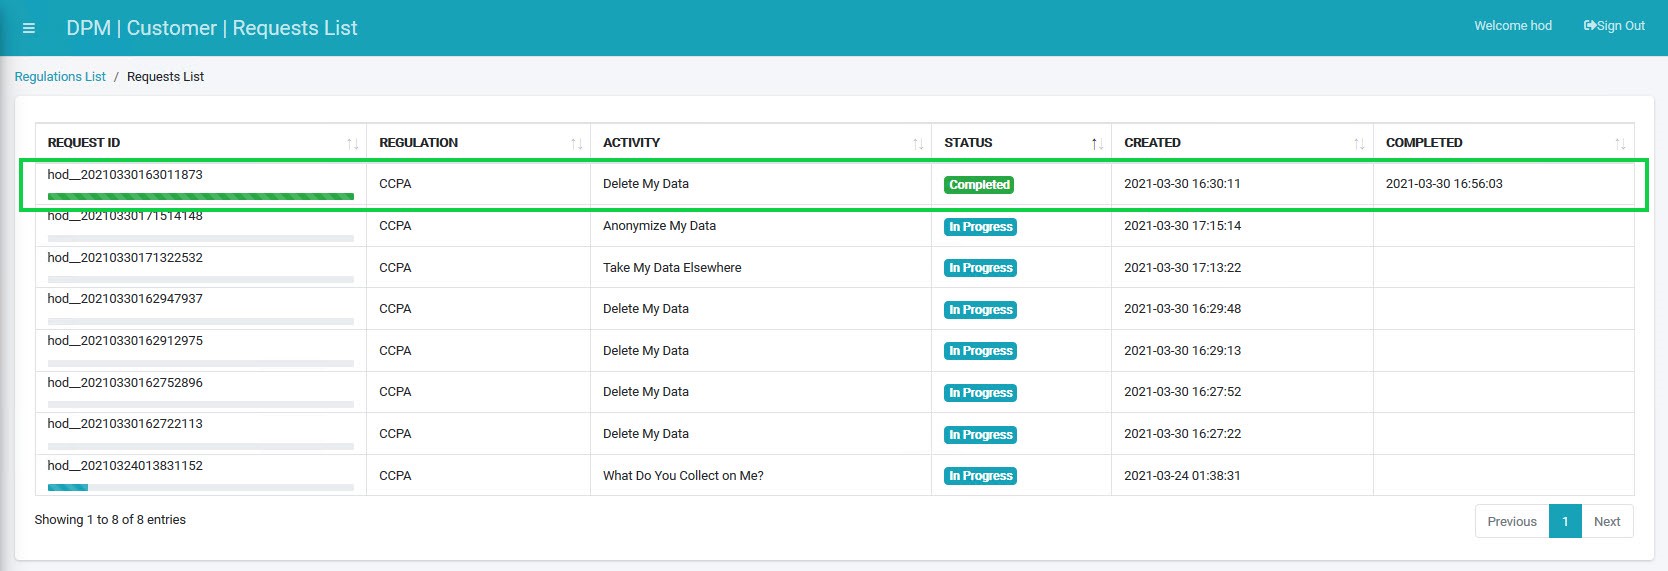 DPM | Customer | Requests List Welcome hod Sign Out
Regulations List / Requests List
REQUEST ID REGULATION ACTIVITY STATUS CREATED COMPLETED
hod__20210330163011873 CCPA Delete My Data Completed 2021-03-30 16:30:11 2021-03-30 16:56:03
hod__20210330171514148 CCPA Anonymize My Data In Progress 2021-03-30 17:15:14
hod__20210330171322532 CCPA Take My Data Elsewhere In Progress 2021-03-30 17:13:22
hod__20210330162947937 CCPA Delete My Data In Progress 2021-03-30 16:29:48
hod__20210330162912975 CCPA Delete My Data In Progress 2021-03-30 16:29:13
hod__20210330162752896 CCPA Delete My Data In Progress 2021-03-30 16:27:52
hod__20210330162722113 CCPA Delete My Data In Progress 2021-03-30 16:27:22
hod__20210324013831152 CCPA What Do You Collect on Me? In Progress 2021-03-24 01:38:31
Showing 1 to 8 of 8 entries Previous 1 Next